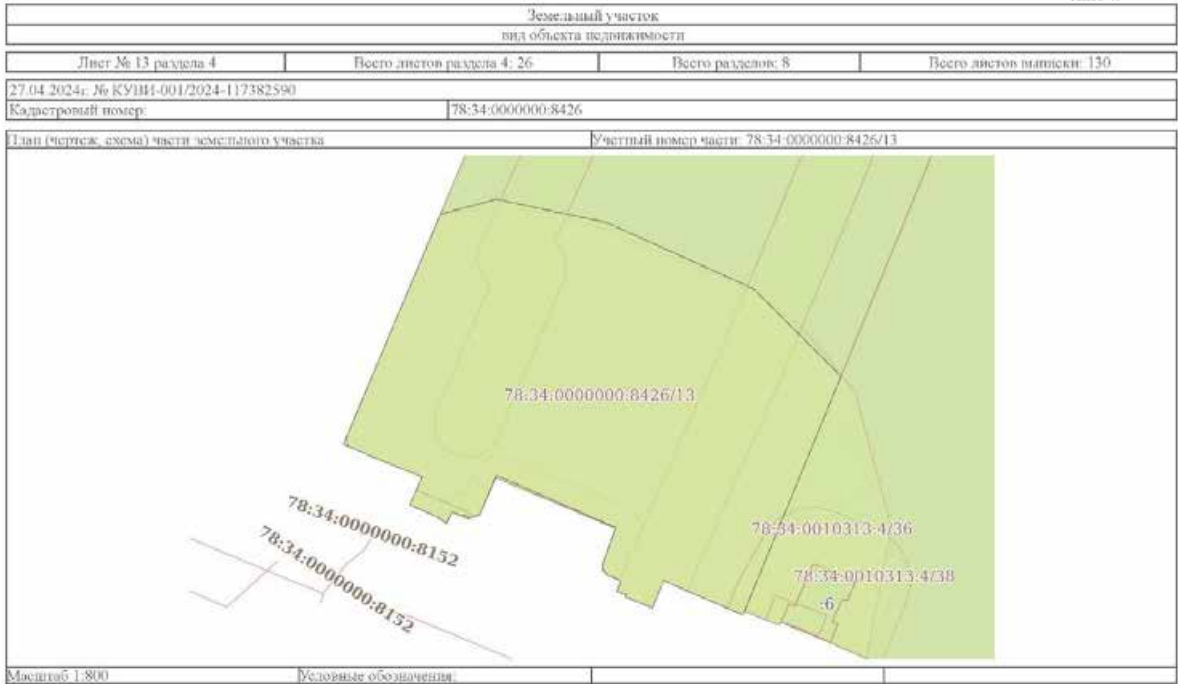 Земельный участок
вид объекта недвижимости
Лист № 13 раздела 4 Всего листов раздела 4: 26 Всего разделов: 8 Всего листов выписки: 130
27.04.2024г. № КУВИ-001/2024-117382590
Кадастровый номер: 78:34:0000000:8426
План (чертеж, схема) части земельного участка Учетный номер части: 78:34:0000000:8426/13
78:34:0000000:8426/13
78:34:0000000:8152
78:34:0010313:4/36
78:34:0000000:8152
78:34:0010313:4/38
:6
Масштаб 1:800 Условные обозначения: